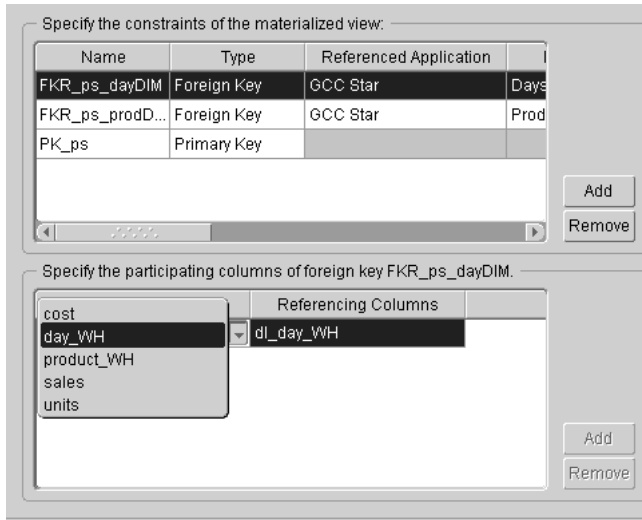 Specify the constraints of the materialized view:
Name Type Referenced Application
FKR_ps_dayDIM Foreign Key GCC Star Days
FKR_ps_prodD... Foreign Key GCC Star Prod
PK_ps Primary Key
Add
Remove
Specify the participating columns of foreign key FKR_ps_dayDIM.
Referencing Columns
cost
day_WH dl_day_WH
product_WH
sales
units
Add
Remove